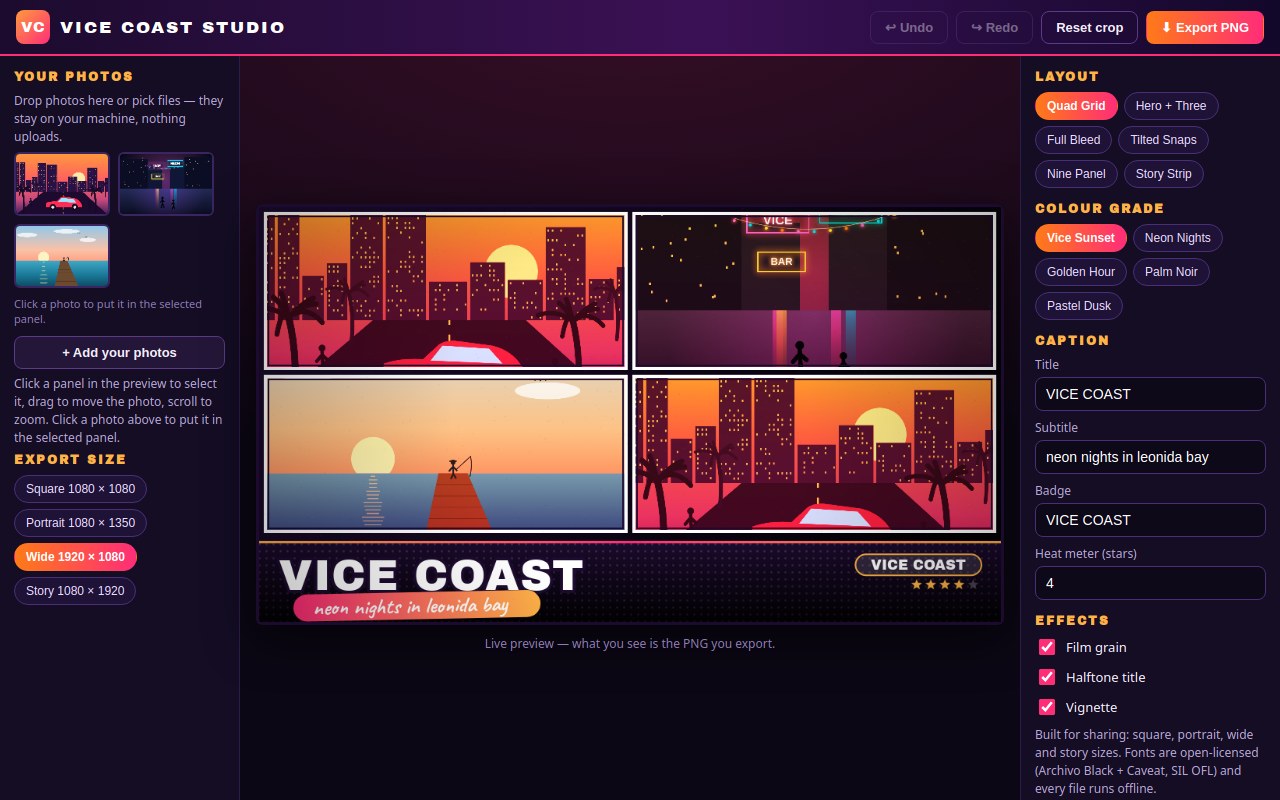 VC VICE COAST STUDIO
↩ Undo
↪ Redo
Reset crop
⬇ Export PNG
YOUR PHOTOS
Drop photos here or pick files — they
stay on your machine, nothing
uploads.
Click a photo to put it in the selected
panel.
+ Add your photos
Click a panel in the preview to select
it, drag to move the photo, scroll to
zoom. Click a photo above to put it in
the selected panel.
EXPORT SIZE
Square 1080 × 1080
Portrait 1080 × 1350
Wide 1920 × 1080
Story 1080 × 1920
VICE
BAR
VICE COAST
neon nights in leonida bay
VICE COAST
★★★★★
Live preview — what you see is the PNG you export.
LAYOUT
Quad Grid
Hero + Three
Full Bleed
Tilted Snaps
Nine Panel
Story Strip
COLOUR GRADE
Vice Sunset
Neon Nights
Golden Hour
Palm Noir
Pastel Dusk
CAPTION
Title
VICE COAST
Subtitle
neon nights in leonida bay
Badge
VICE COAST
Heat meter (stars)
4
EFFECTS
Film grain
Halftone title
Vignette
Built for sharing: square, portrait, wide
and story sizes. Fonts are open-licensed
(Archivo Black + Caveat, SIL OFL) and
every file runs offline.